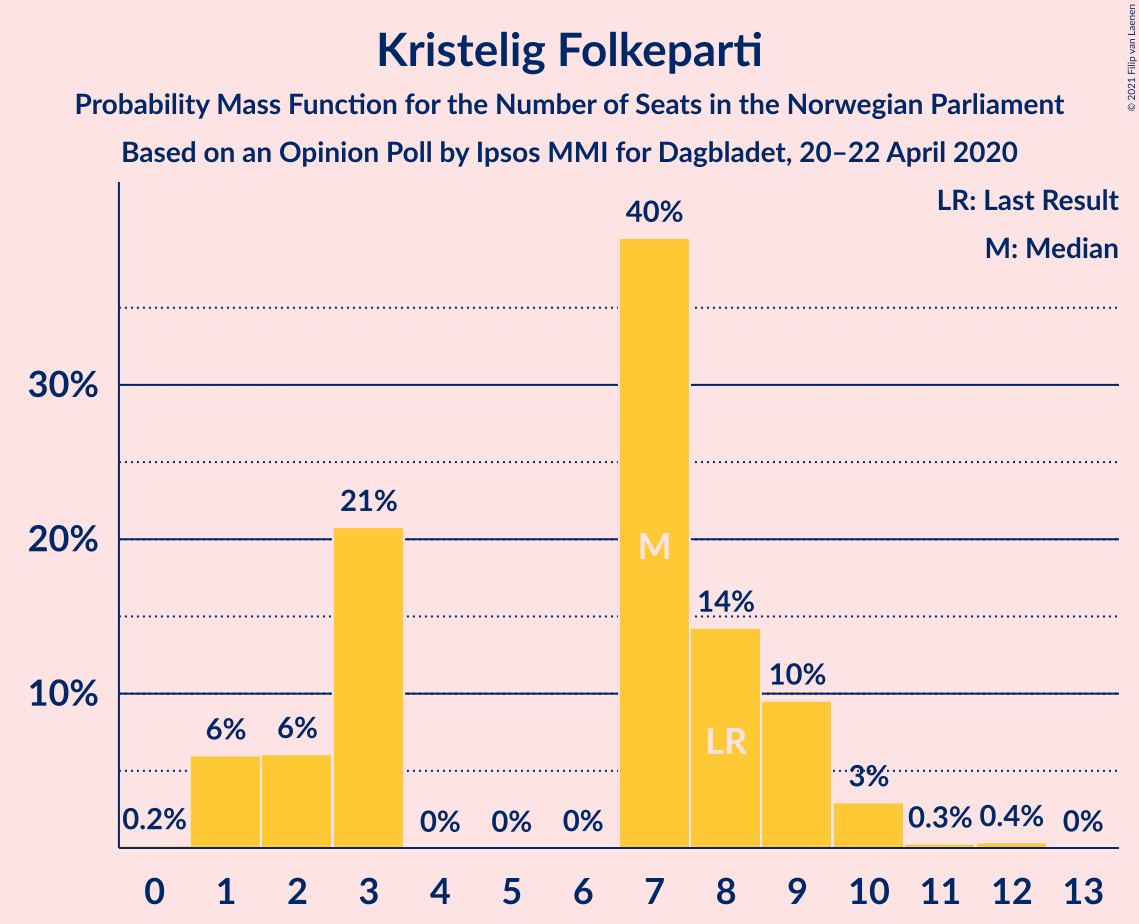 Kristelig Folkeparti
Probability Mass Function for the Number of Seats in the Norwegian Parliament
Based on an Opinion Poll by Ipsos MMI for Dagbladet, 20–22 April 2020
© 2021 Filip van Laenen
LR: Last Result
M: Median
40%
30%
21%
20%
M
14%
10%
10%
6%
6%
LR
3%
0.2%
0%
0%
0%
0.3%
0.4%
0%
0 1 2 3 4 5 6 7 8 9 10 11 12 13